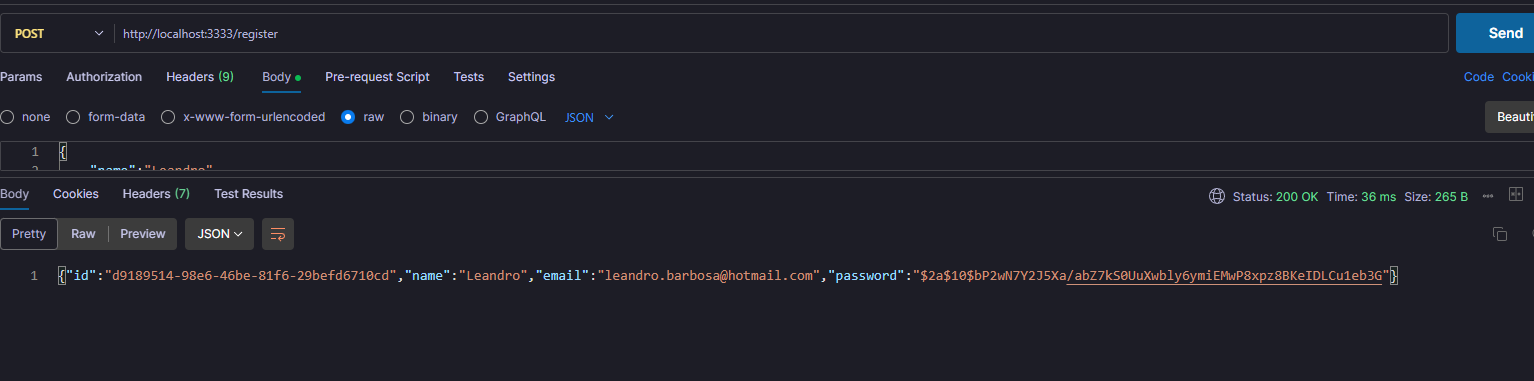 POST http://localhost:3333/register Send
Params Authorization Headers (9) Body Pre-request Script Tests Settings Code Cooki
none form-data x-www-form-urlencoded raw binary GraphQL JSON Beauti
1 {
2 "name":"Leandro"
Body Cookies Headers (7) Test Results Status: 200 OK Time: 36 ms Size: 265 B
Pretty Raw Preview JSON
1 {"id":"d9189514-98e6-46be-81f6-29befd6710cd","name":"Leandro","email":"leandro.barbosa@hotmail.com","password":"$2a$10$bP2wN7Y2J5Xa/abZ7kS0UuXwbly6ymiEMwP8xpz8BKeIDLCu1eb3G"}